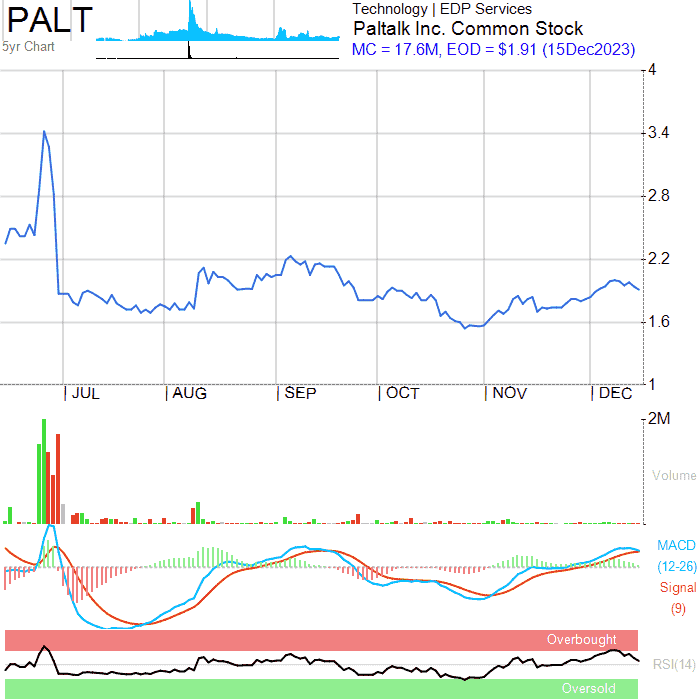 PALT
5yr Chart
Technology | EDP Services
Paltalk Inc. Common Stock
MC = 17.6M, EOD = $1.91 (15Dec2023)
4
3.4
2.8
2.2
1.6
1
JUL AUG SEP OCT NOV DEC
2M
Volume
MACD
(12-26)
Signal
(9)
Overbought
RSI(14)
Oversold